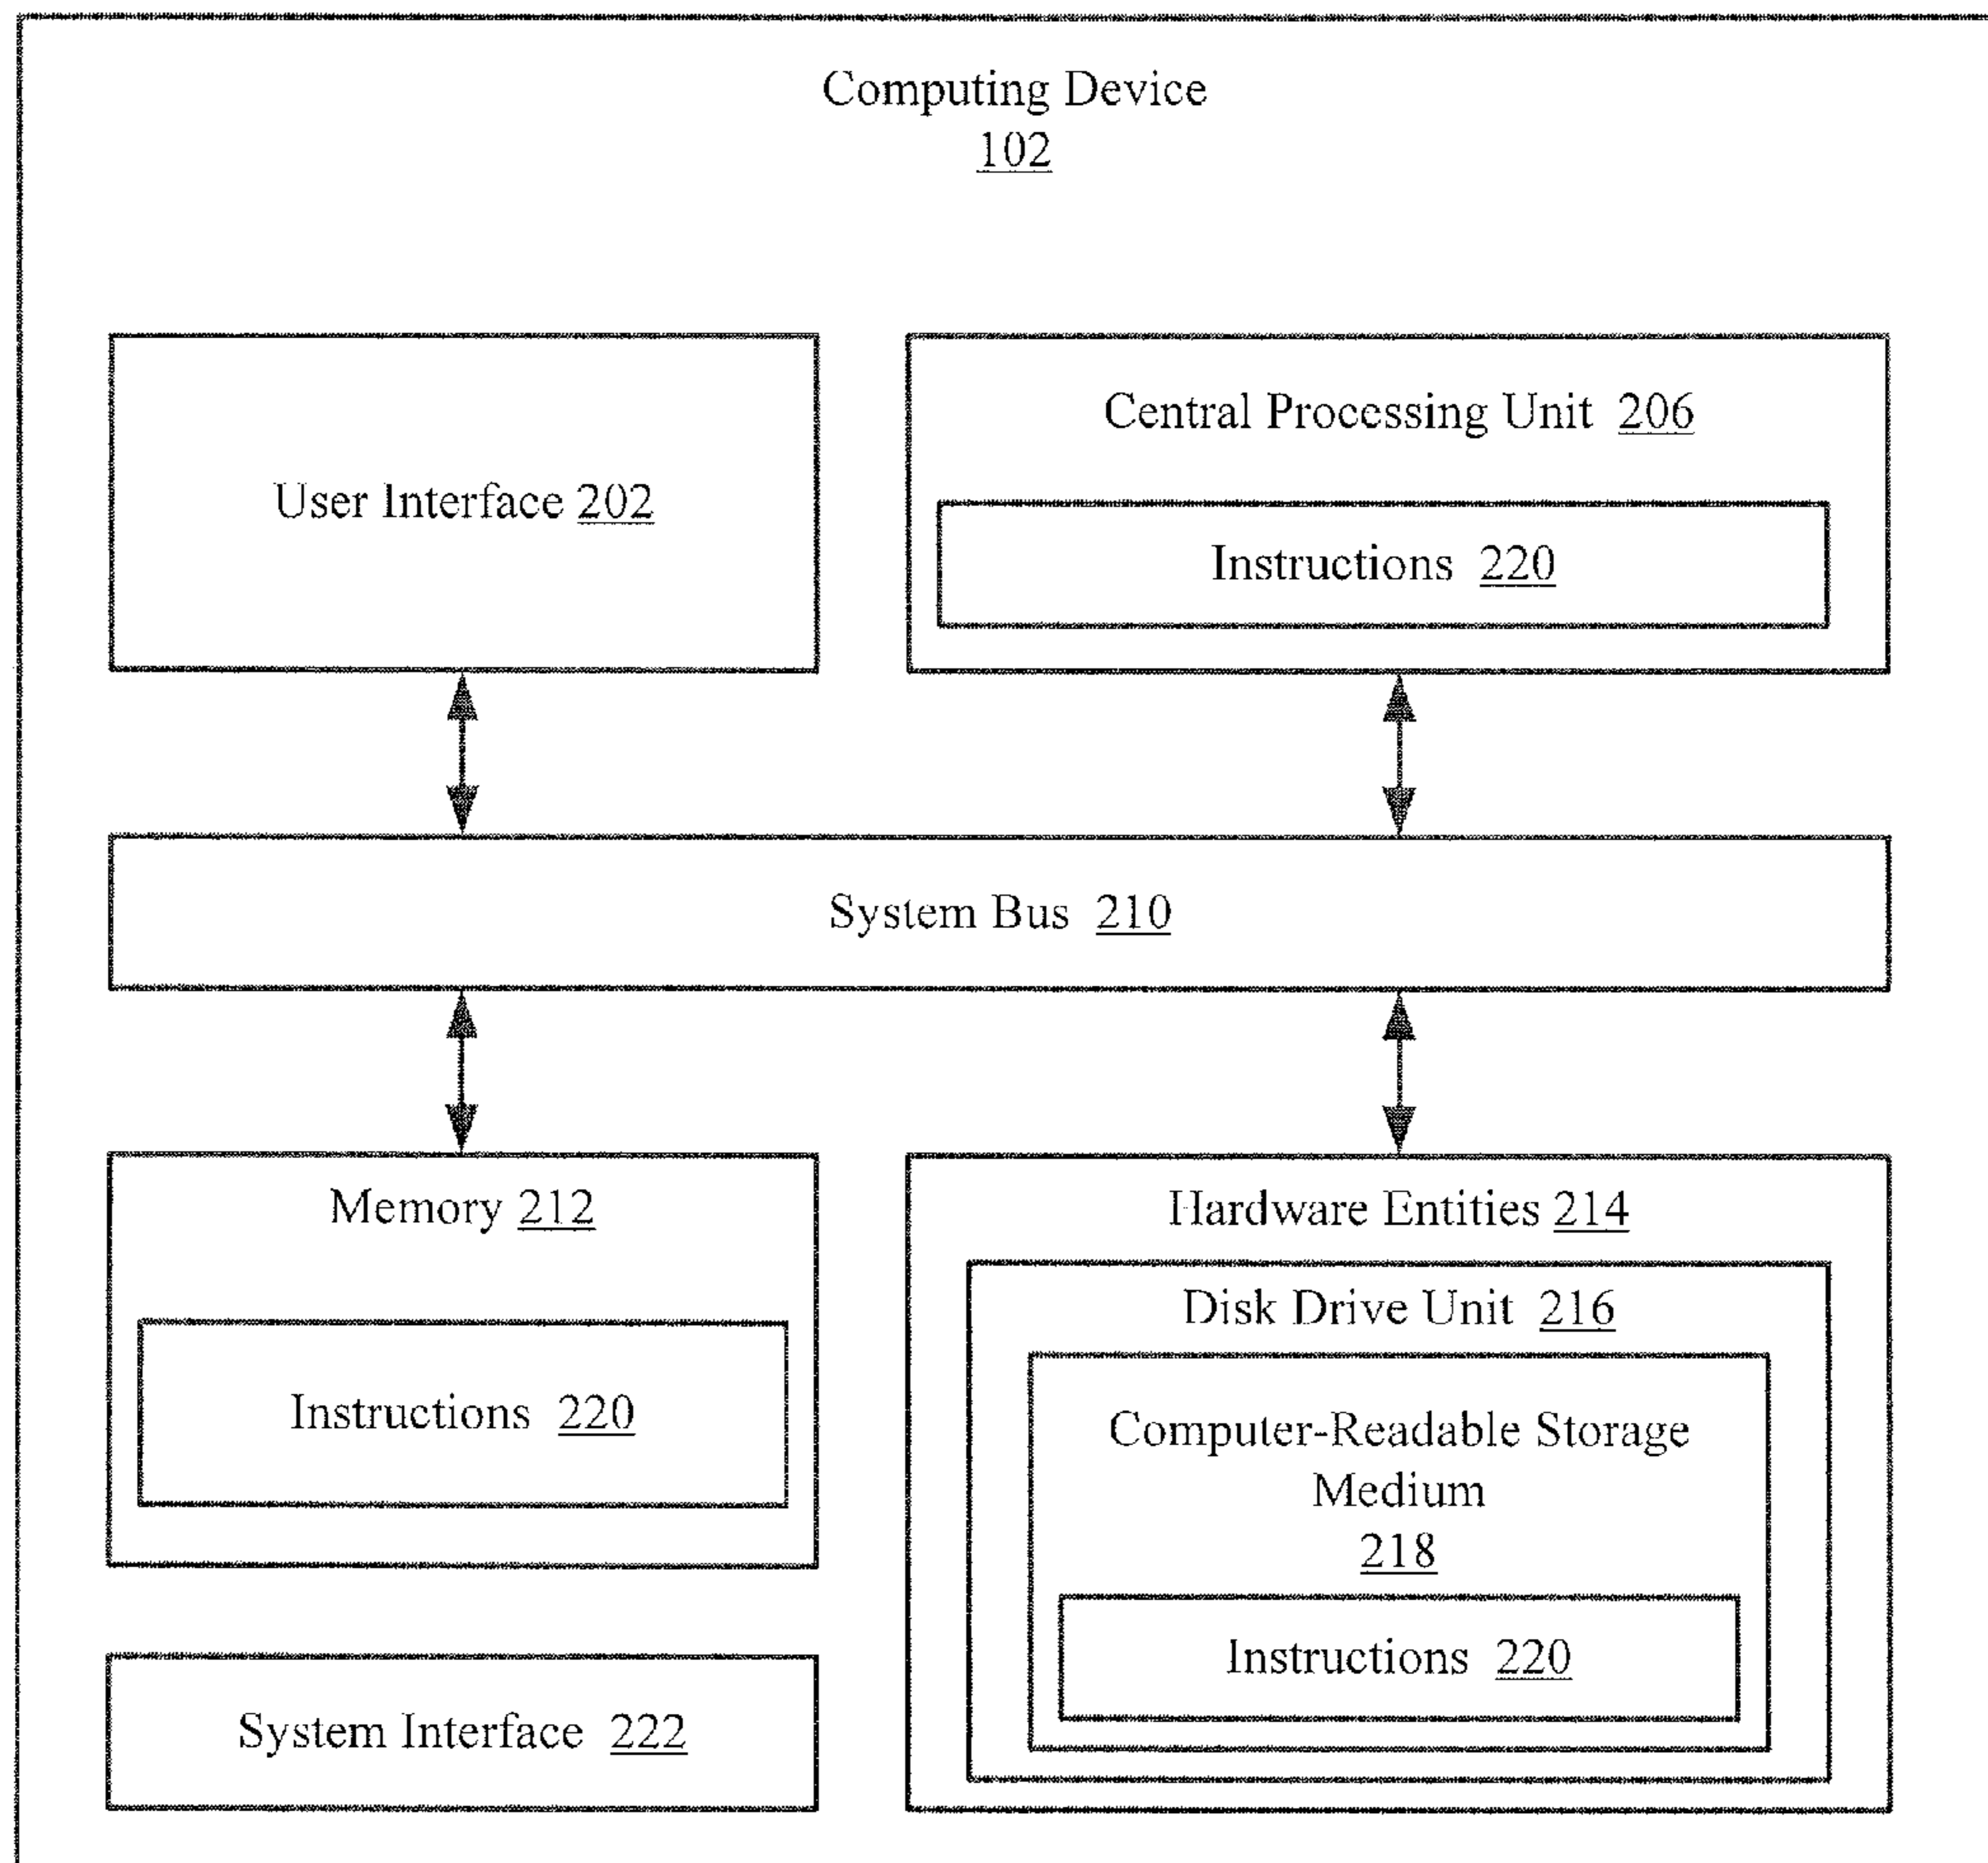 Computing Device
102
User Interface 202
Central Processing Unit 206
Instructions 220
System Bus 210
Memory 212
Instructions 220
Hardware Entities 214
Disk Drive Unit 216
Computer-Readable Storage
Medium
218
Instructions 220
System Interface 222